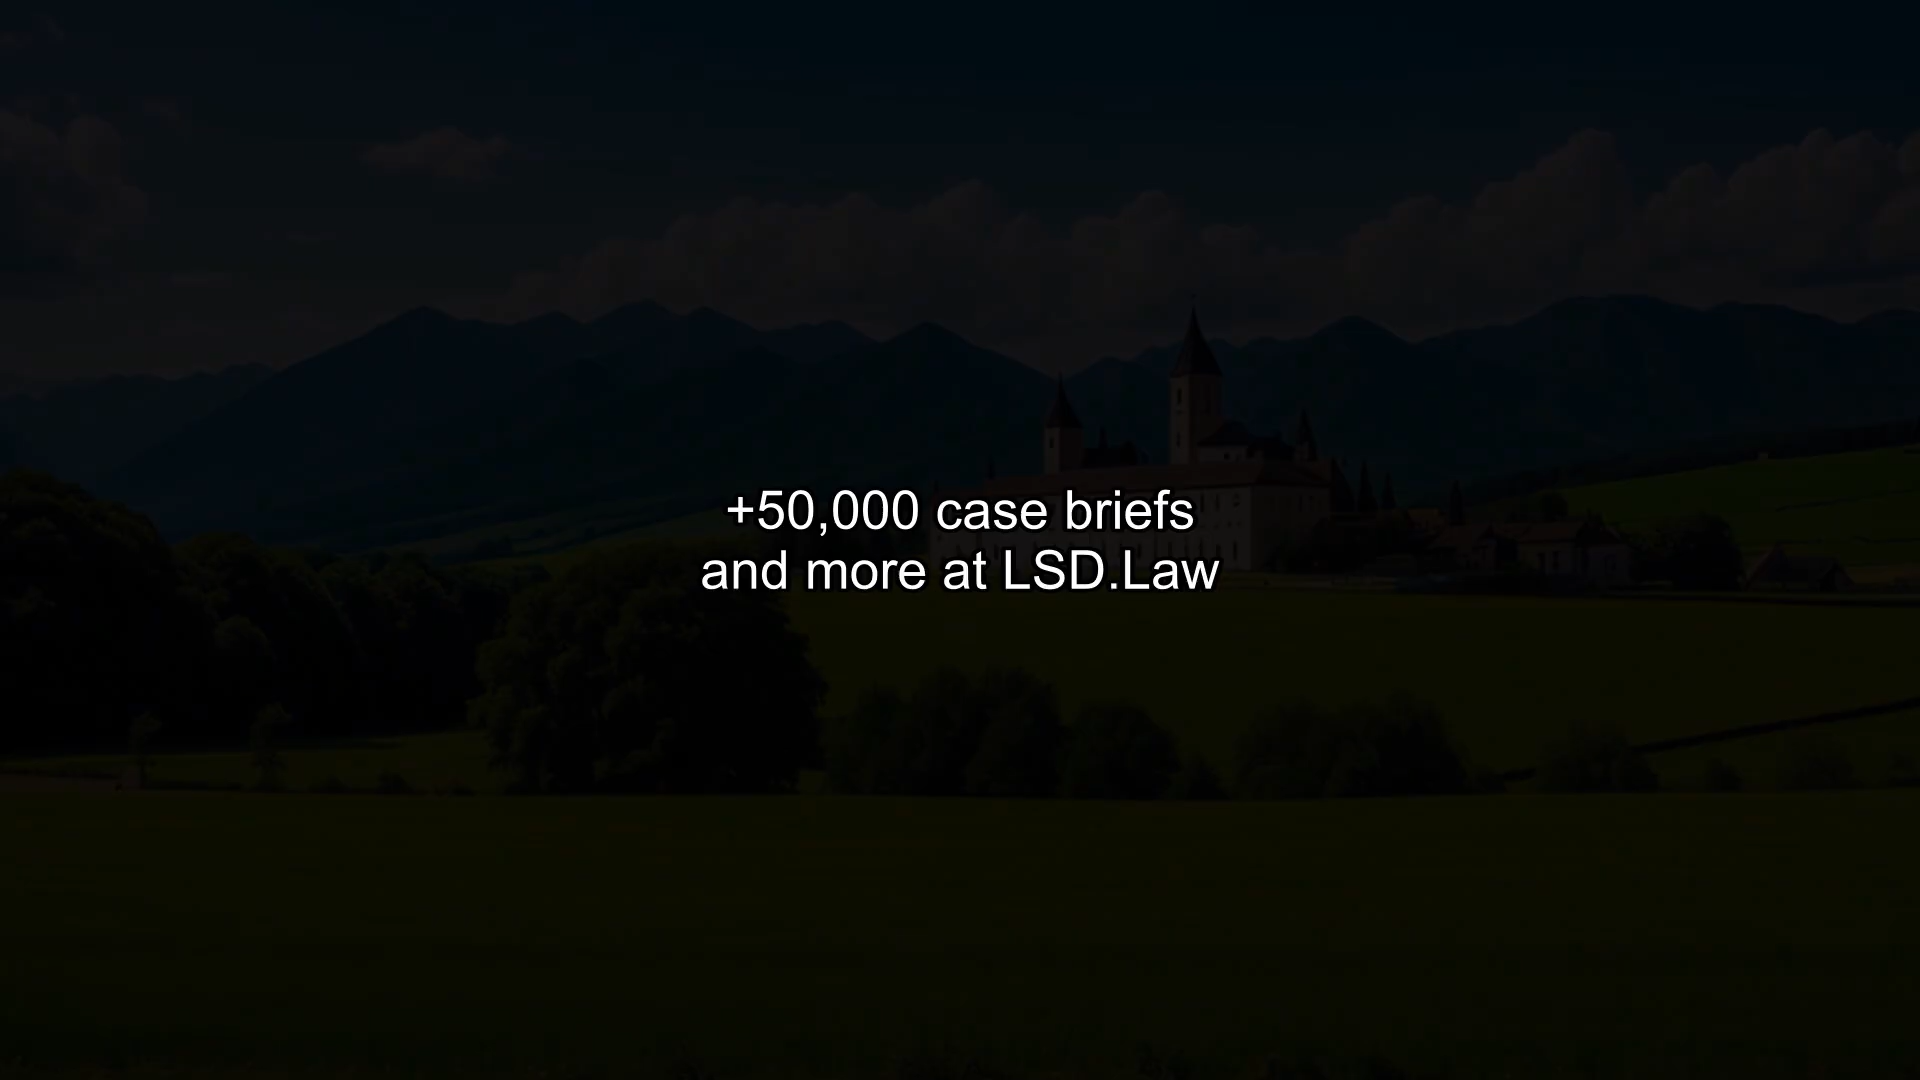 +50,000 case briefs
and more at LSD.Law